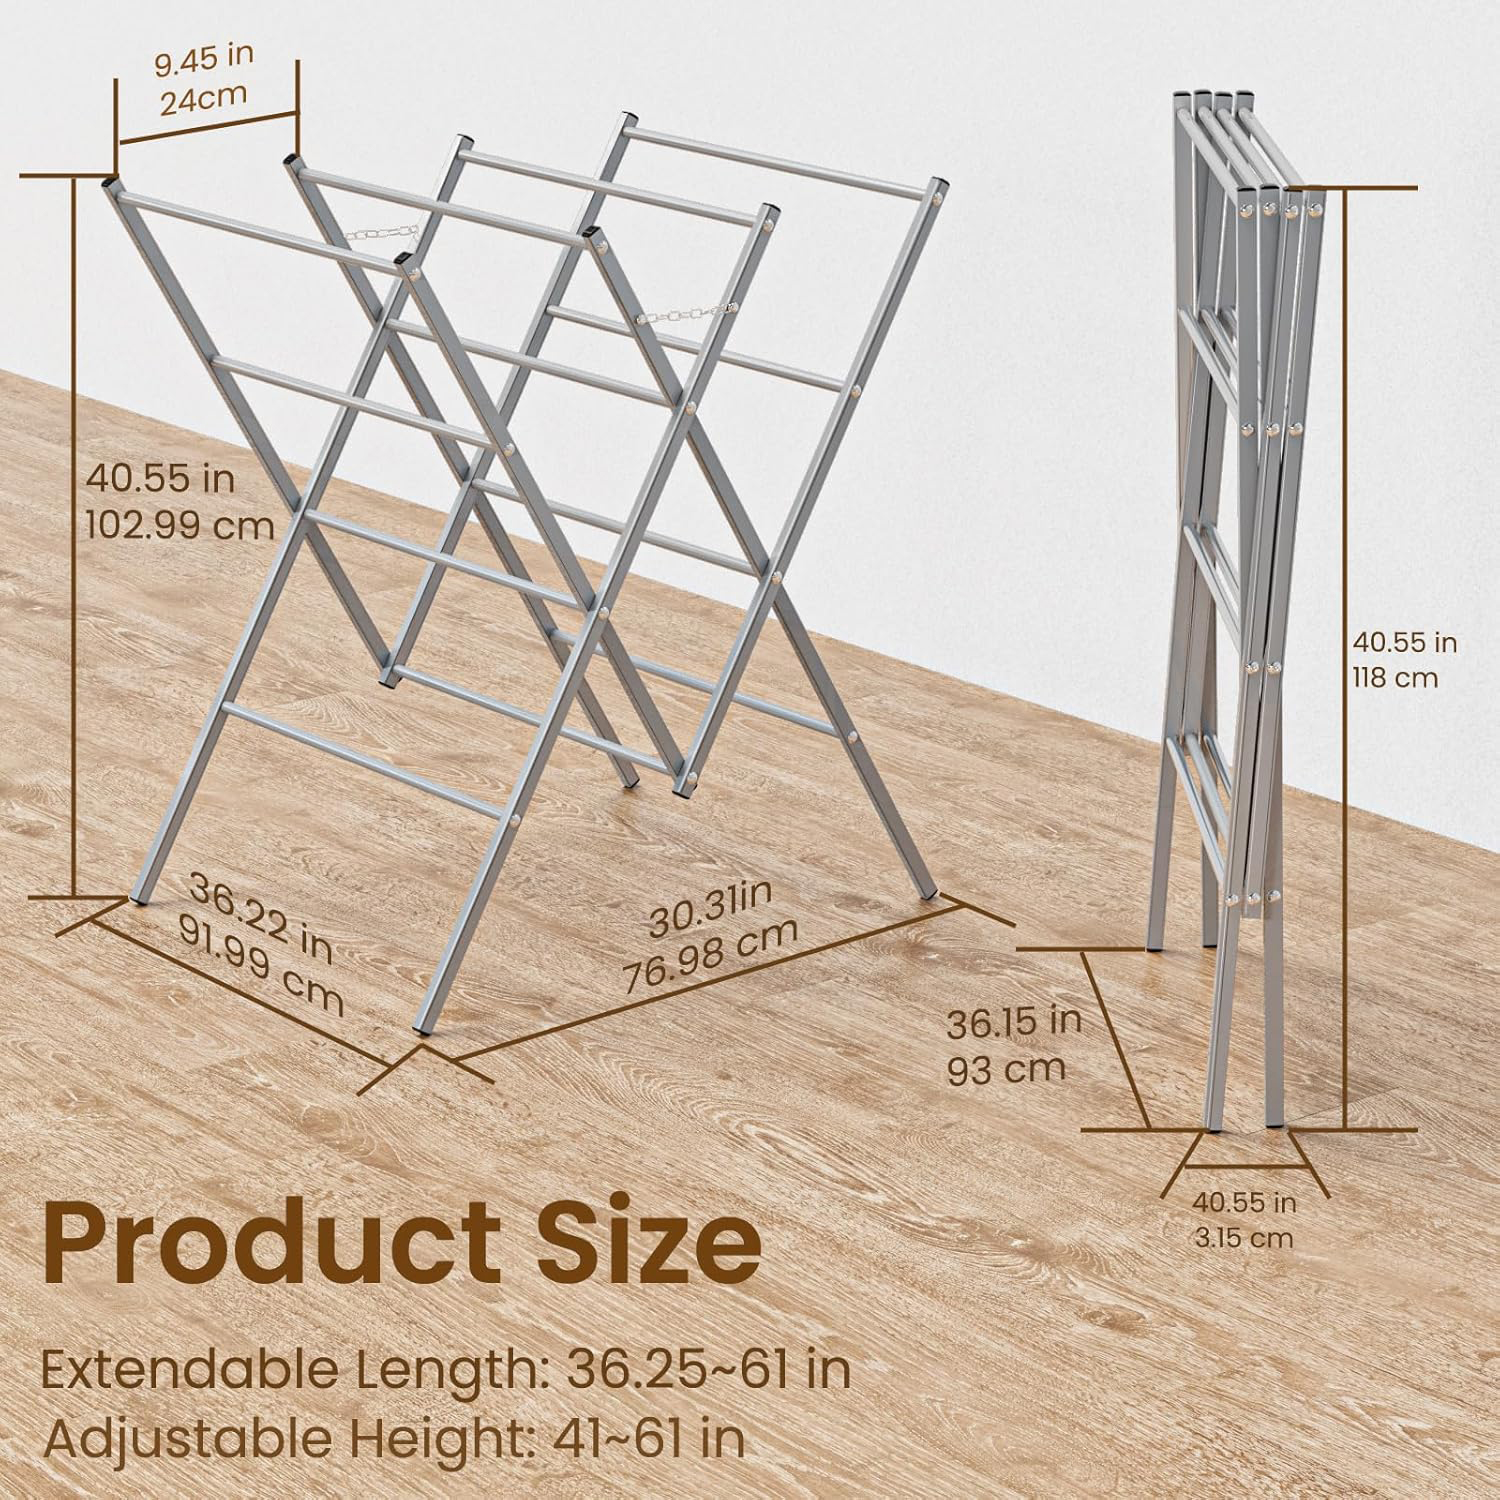 9.45 in
24cm
40.55 in
102.99 cm
36.22 in
91.99 cm
30.31in
76.98 cm
40.55 in
118 cm
36.15 in
93 cm
40.55 in
3.15 cm
Product Size
Extendable Length: 36.25~61 in
Adjustable Height: 41~61 in